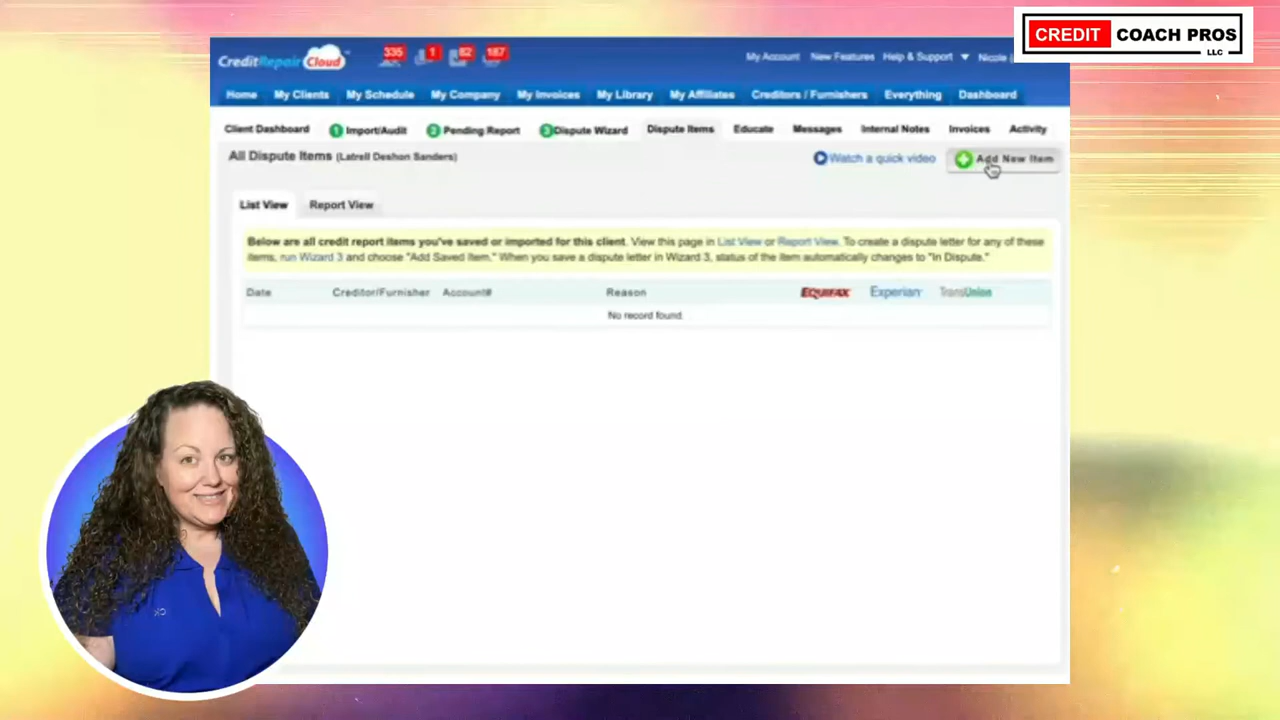 CREDIT COACH PROS
LLC
CreditRepair Cloud
335 1 82 187
My Account New Features Help & Support Nicole
Home My Clients My Schedule My Company My Invoices My Library My Affiliates Creditors / Furnishers Everything Dashboard
Client Dashboard 1 Import/Audit 2 Pending Report 3 Dispute Wizard Dispute Items Educate Messages Internal Notes Invoices Activity
All Dispute Items (Latrell Deshon Sanders)
Watch a quick video
Add New Item
List View Report View
Below are all credit report items you've saved or imported for this client. View this page in List View or Report View. To create a dispute letter for any of these
items, run Wizard 3 and choose "Add Saved Item." When you save a dispute letter in Wizard 3, status of the item automatically changes to "In Dispute."
Date Creditor/Furnisher Account# Reason EQUIFAX Experian TransUnion
No record found.